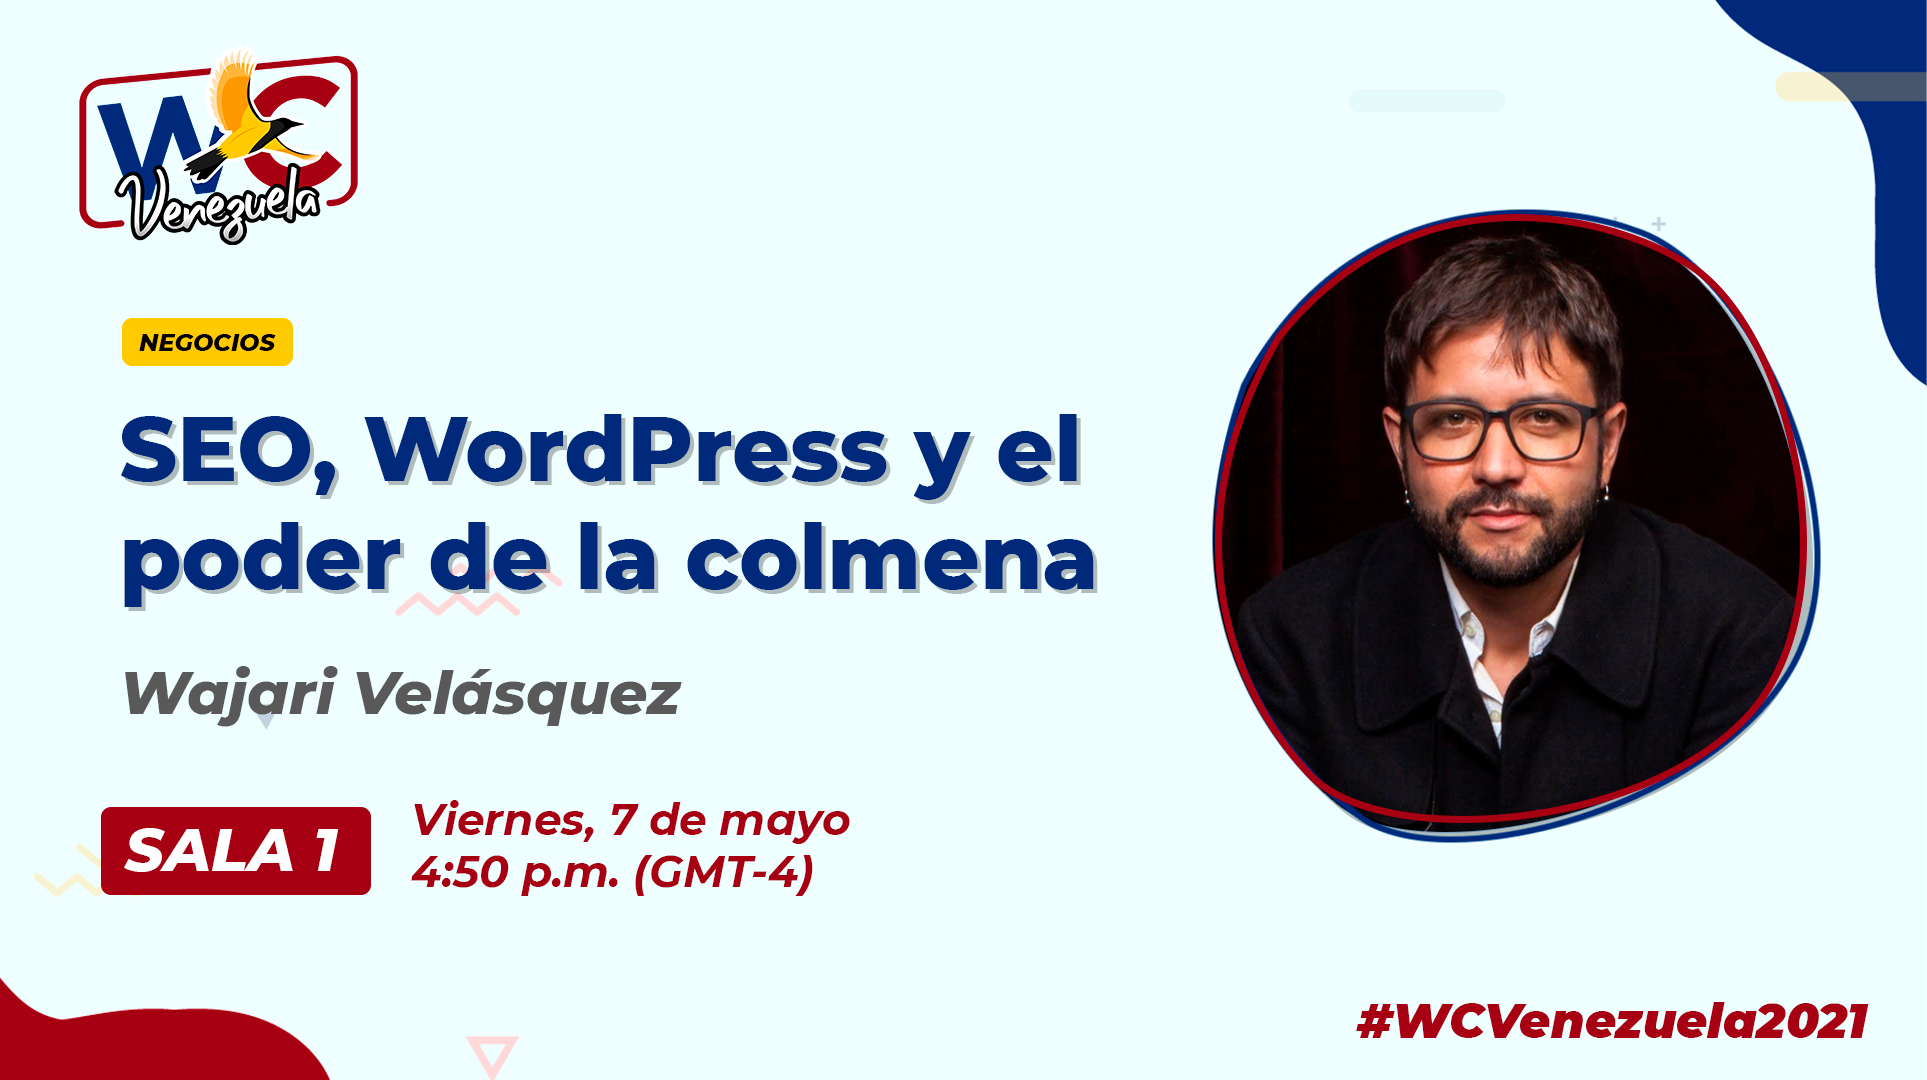 WC
Venezuela
NEGOCIOS
SEO, WordPress y el
poder de la colmena
Wajari Velásquez
SALA 1
Viernes, 7 de mayo
4:50 p.m. (GMT-4)
#WCVenezuela2021